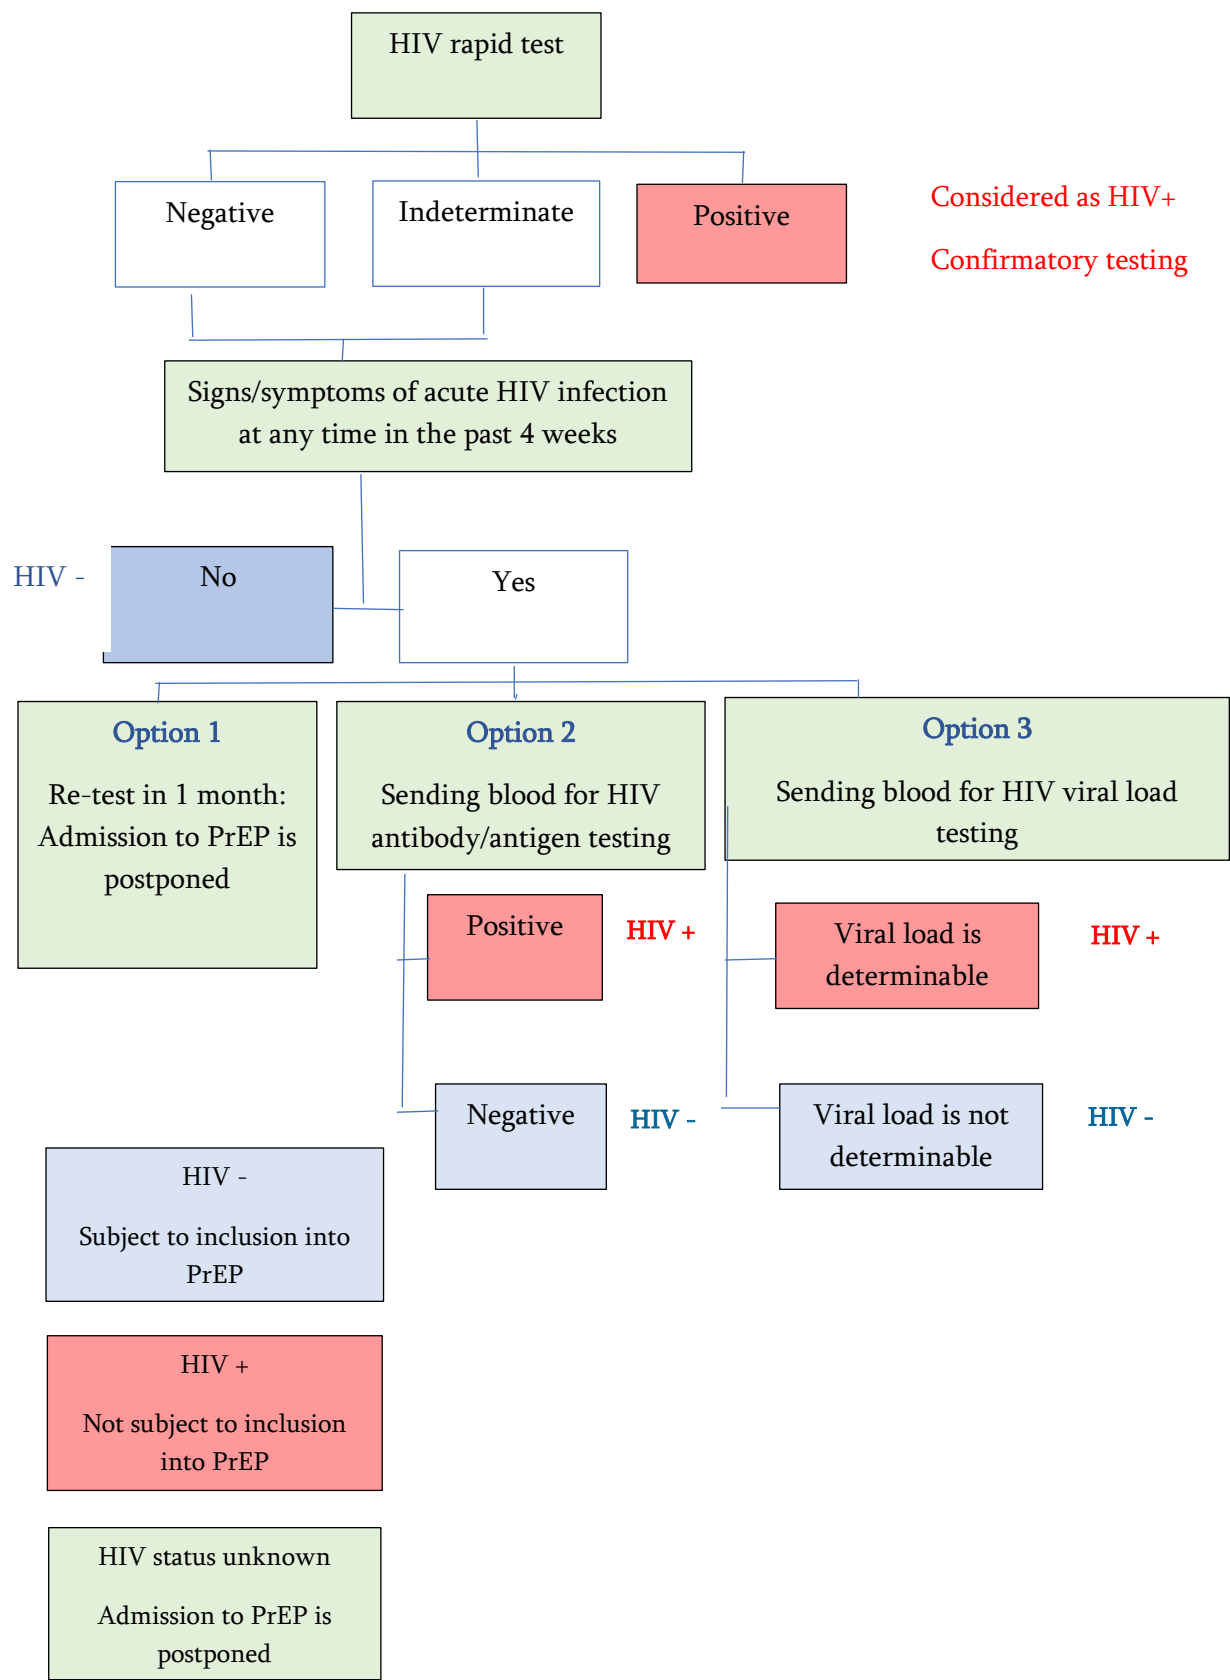 HIV rapid test
Negative
Indeterminate
Positive
Considered as HIV+
Confirmatory testing
Signs/symptoms of acute HIV infection
at any time in the past 4 weeks
HIV -
No
Yes
Option 1
Re-test in 1 month:
Admission to PrEP is
postponed
Option 2
Sending blood for HIV
antibody/antigen testing
Option 3
Sending blood for HIV viral load
testing
Positive
HIV +
Viral load is
determinable
HIV +
Negative
HIV -
Viral load is not
determinable
HIV -
HIV -
Subject to inclusion into
PrEP
HIV +
Not subject to inclusion
into PrEP
HIV status unknown
Admission to PrEP is
postponed